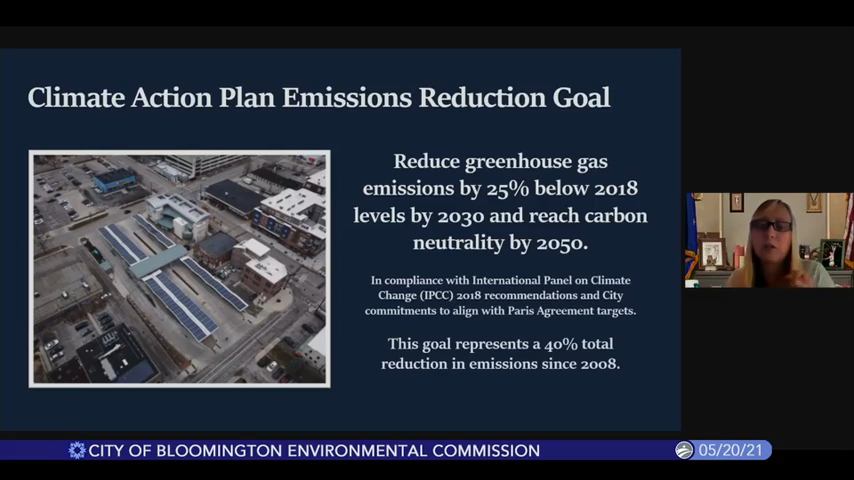 Climate Action Plan Emissions Reduction Goal
Reduce greenhouse gas
emissions by 25% below 2018
levels by 2030 and reach carbon
neutrality by 2050.
In compliance with International Panel on Climate
Change (IPCC) 2018 recommendations and City
commitments to align with Paris Agreement targets.
This goal represents a 40% total
reduction in emissions since 2008.
CITY OF BLOOMINGTON ENVIRONMENTAL COMMISSION
05/20/21